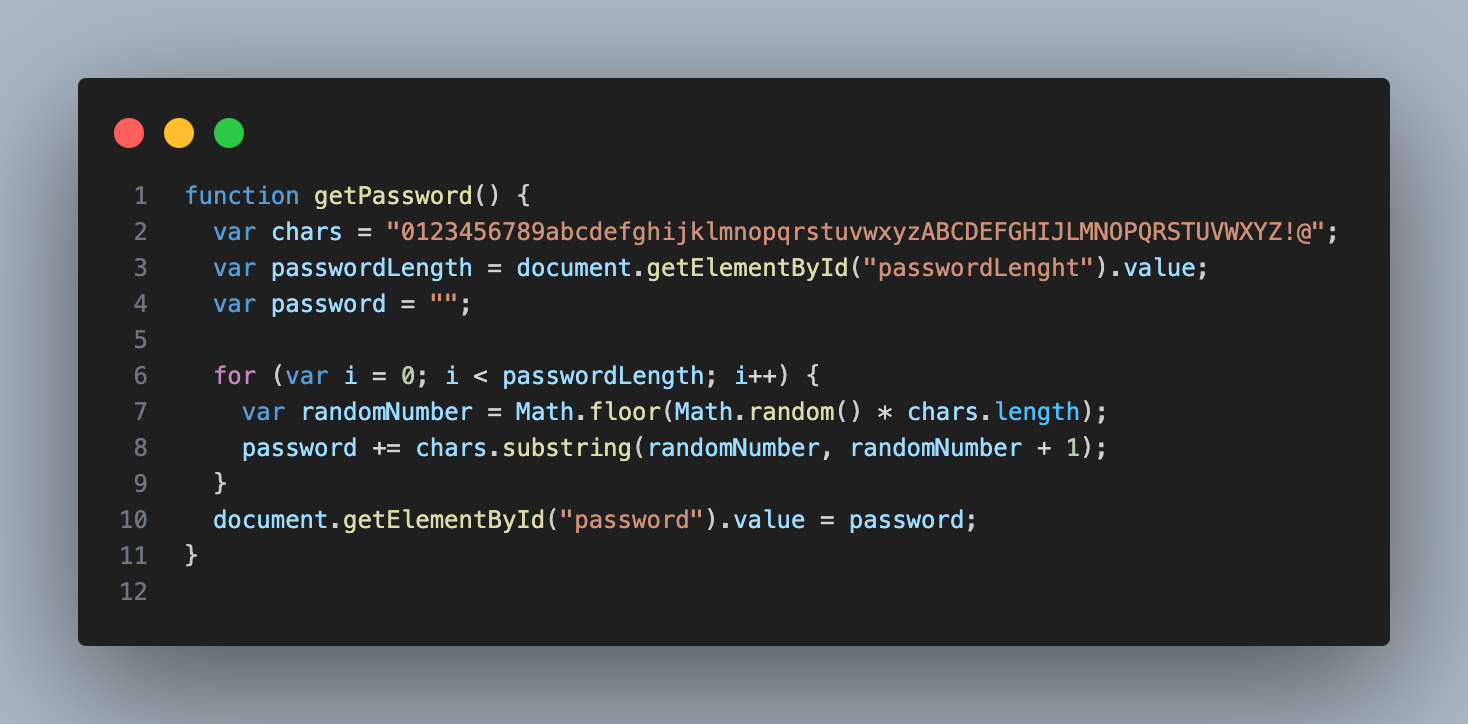 1 function getPassword() {
2 var chars = "0123456789abcdefghijklmnopqrstuvwxyzABCDEFGHIJLMNOPQRSTUVWXYZ!@";
3 var passwordLength = document.getElementById("passwordLenght").value;
4 var password = "";
5
6 for (var i = 0; i < passwordLength; i++) {
7 var randomNumber = Math.floor(Math.random() * chars.length);
8 password += chars.substring(randomNumber, randomNumber + 1);
9 }
10 document.getElementById("password").value = password;
11 }
12